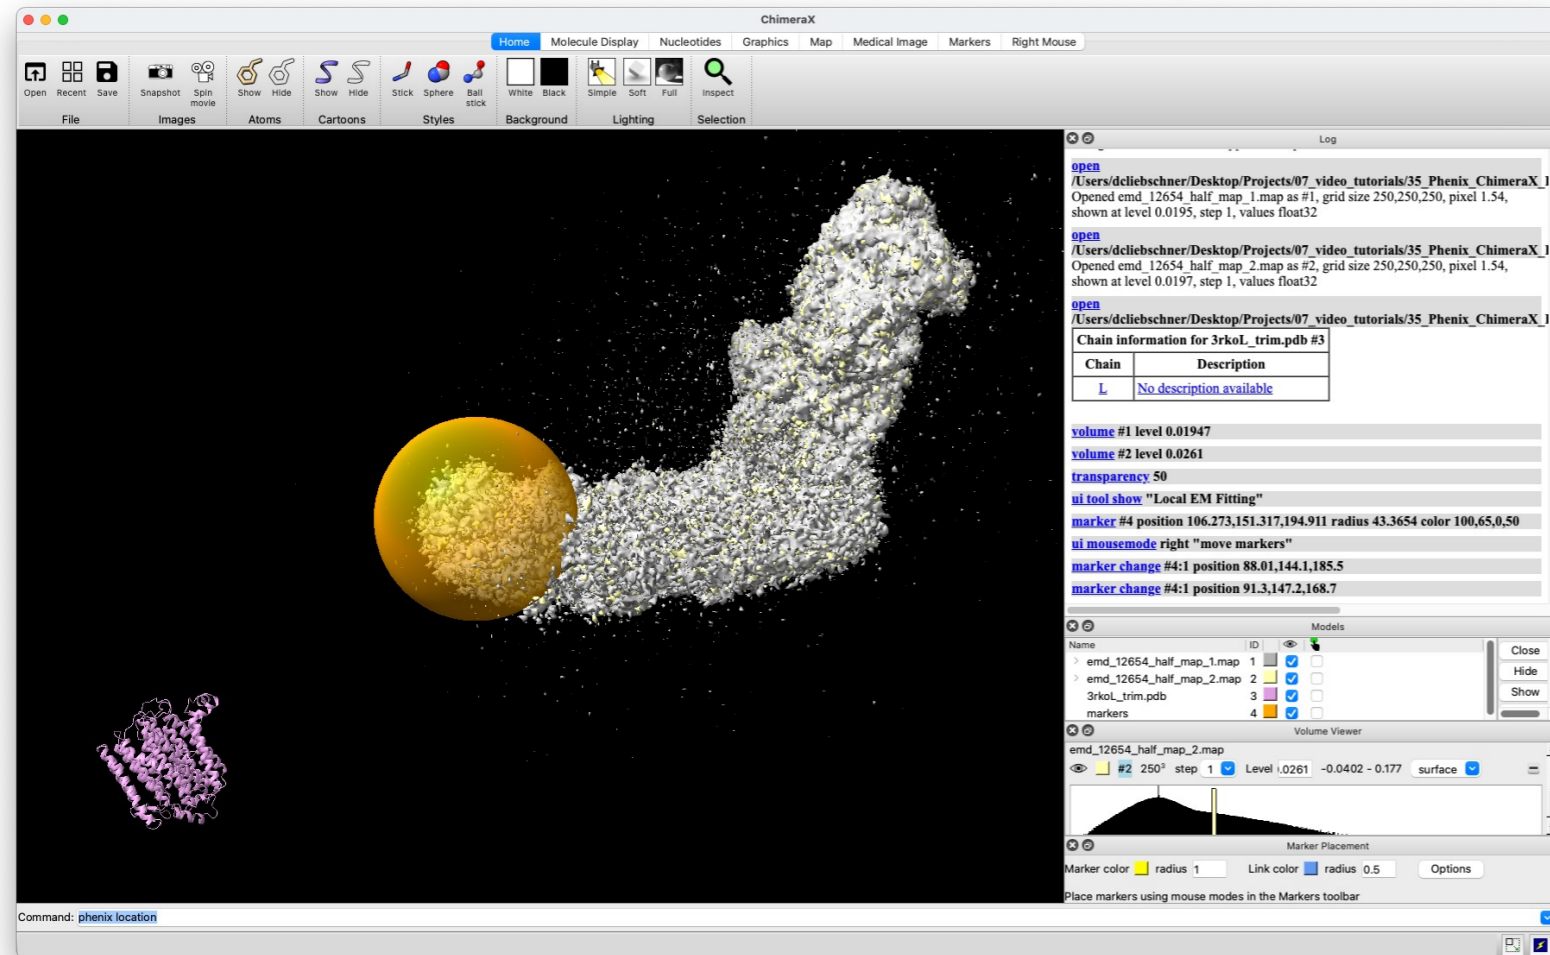 ChimeraX
Home Molecule Display Nucleotides Graphics Map Medical Image Markers Right Mouse
Open Recent Save Snapshot Spin movie Show Hide Show Hide Stick Sphere Ball stick White Black Simple Soft Full Inspect
File Images Atoms Cartoons Styles Background Lighting Selection
Log
open
/Users/dcliebschner/Desktop/Projects/07_video_tutorials/35_Phenix_ChimeraX_
Opened emd_12654_half_map_1.map as #1, grid size 250,250,250, pixel 1.54,
shown at level 0.0195, step 1, values float32
open
/Users/dcliebschner/Desktop/Projects/07_video_tutorials/35_Phenix_ChimeraX_
Opened emd_12654_half_map_2.map as #2, grid size 250,250,250, pixel 1.54,
shown at level 0.0197, step 1, values float32
open
/Users/dcliebschner/Desktop/Projects/07_video_tutorials/35_Phenix_ChimeraX_
Chain information for 3rkoL_trim.pdb #3
Chain Description
L No description available
volume #1 level 0.01947
volume #2 level 0.0261
transparency 50
ui tool show "Local EM Fitting"
marker #4 position 106.273,151.317,194.911 radius 43.3654 color 100,65,0,50
ui mousemode right "move markers"
marker change #4:1 position 88.01,144.1,185.5
marker change #4:1 position 91.3,147.2,168.7
Models
Name ID
emd_12654_half_map_1.map 1
emd_12654_half_map_2.map 2
3rkoL_trim.pdb 3
markers 4
Close
Hide
Show
Volume Viewer
emd_12654_half_map_2.map
#2 250³ step 1 Level .0261 -0.0402 - 0.177 surface
Marker Placement
Marker color radius 1 Link color radius 0.5 Options
Place markers using mouse modes in the Markers toolbar
Command: phenix location